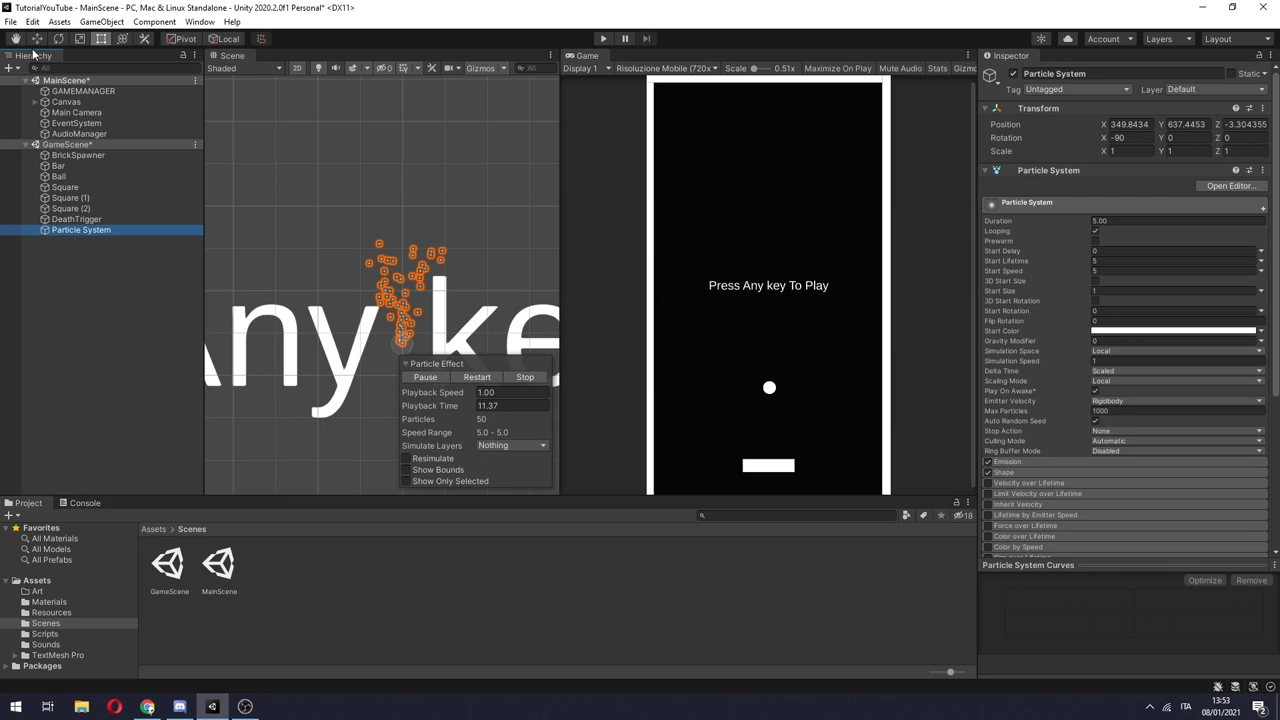 TutorialYouTube - MainScene - PC, Mac & Linux Standalone - Unity 2020.2.0f1 Personal* <DX11>
File Edit Assets GameObject Component Window Help
Pivot Local Account Layers Layout
Hierarchy
All
MainScene*
GAMEMANAGER
Canvas
Main Camera
EventSystem
AudioManager
GameScene*
BrickSpawner
Bar
Ball
Square
Square (1)
Square (2)
DeathTrigger
Particle System
Scene
Shaded 2D 0 Gizmos All
Any key
Particle Effect
Pause Restart Stop
Playback Speed 1.00
Playback Time 11.37
Particles 50
Speed Range 5.0 - 5.0
Simulate Layers Nothing
Resimulate
Show Bounds
Show Only Selected
Game
Display 1 Risoluzione Mobile (720x Scale 0.51x Maximize On Play Mute Audio Stats Gizmo
Press Any key To Play
Inspector
Particle System Static
Tag Untagged Layer Default
Transform
Position X 349.8434 Y 637.4453 Z -3.304355
Rotation X -90 Y 0 Z 0
Scale X 1 Y 1 Z 1
Particle System
Open Editor...
Particle System
Duration 5.00
Looping
Prewarm
Start Delay 0
Start Lifetime 5
Start Speed 5
3D Start Size
Start Size 1
3D Start Rotation
Start Rotation 0
Flip Rotation 0
Start Color
Gravity Modifier 0
Simulation Space Local
Simulation Speed 1
Delta Time Scaled
Scaling Mode Local
Play On Awake*
Emitter Velocity Rigidbody
Max Particles 1000
Auto Random Seed
Stop Action None
Culling Mode Automatic
Ring Buffer Mode Disabled
Emission
Shape
Velocity over Lifetime
Limit Velocity over Lifetime
Inherit Velocity
Lifetime by Emitter Speed
Force over Lifetime
Color over Lifetime
Color by Speed
Particle System Curves
Optimize Remove
Project Console
18
Favorites
All Materials
All Models
All Prefabs
Assets
Art
Materials
Resources
Scenes
Scripts
Sounds
TextMesh Pro
Packages
Assets > Scenes
GameScene MainScene
ITA
13:53
08/01/2021
2